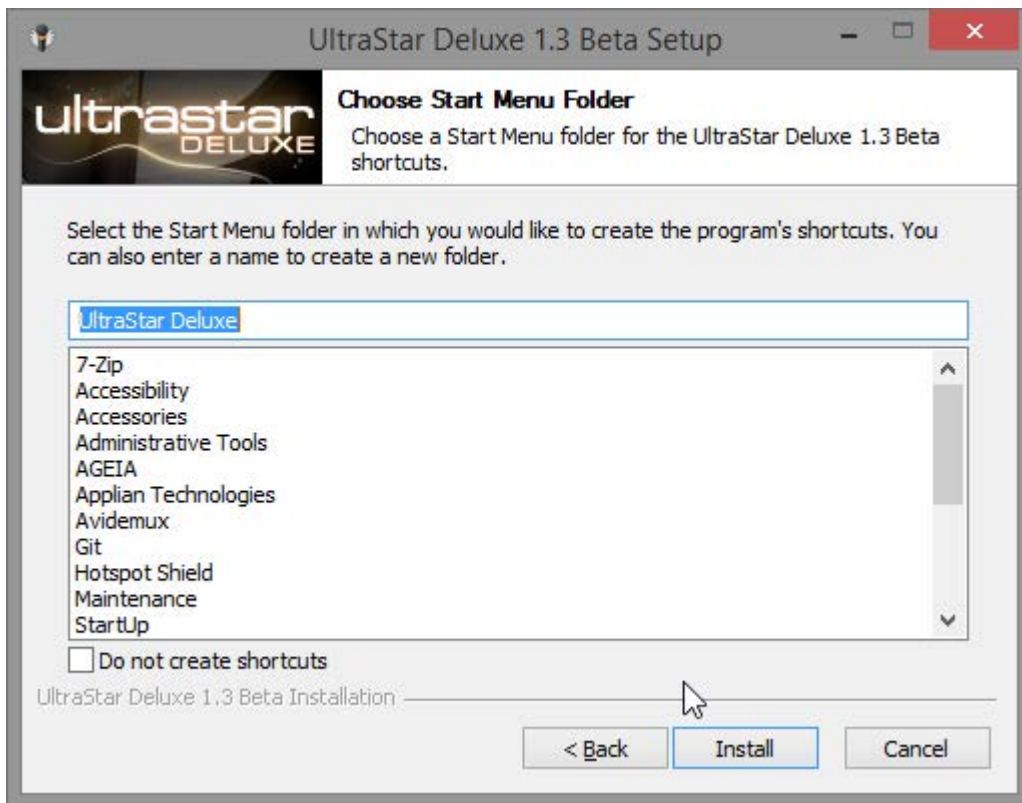 UltraStar Deluxe 1.3 Beta Setup
ultrastar
DELUXE
Choose Start Menu Folder
Choose a Start Menu folder for the UltraStar Deluxe 1.3 Beta
shortcuts.
Select the Start Menu folder in which you would like to create the program's shortcuts. You
can also enter a name to create a new folder.
UltraStar Deluxe
7-Zip
Accessibility
Accessories
Administrative Tools
AGEIA
Applian Technologies
Avidemux
Git
Hotspot Shield
Maintenance
StartUp
Do not create shortcuts
UltraStar Deluxe 1.3 Beta Installation
< Back
Install
Cancel